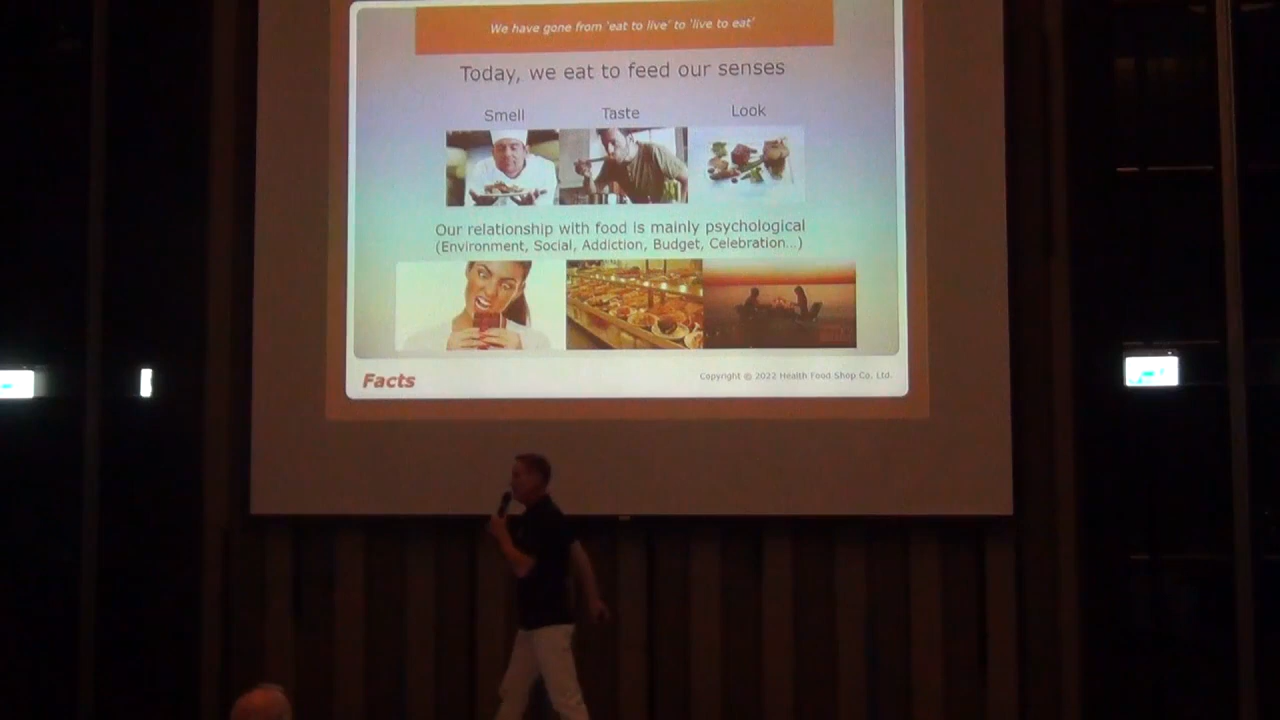 We have gone from 'eat to live' to 'live to eat'
Today, we eat to feed our senses
Smell Taste Look
Our relationship with food is mainly psychological
(Environment, Social, Addiction, Budget, Celebration...)
Facts
Copyright © 2022 Health Food Shop Co. Ltd.